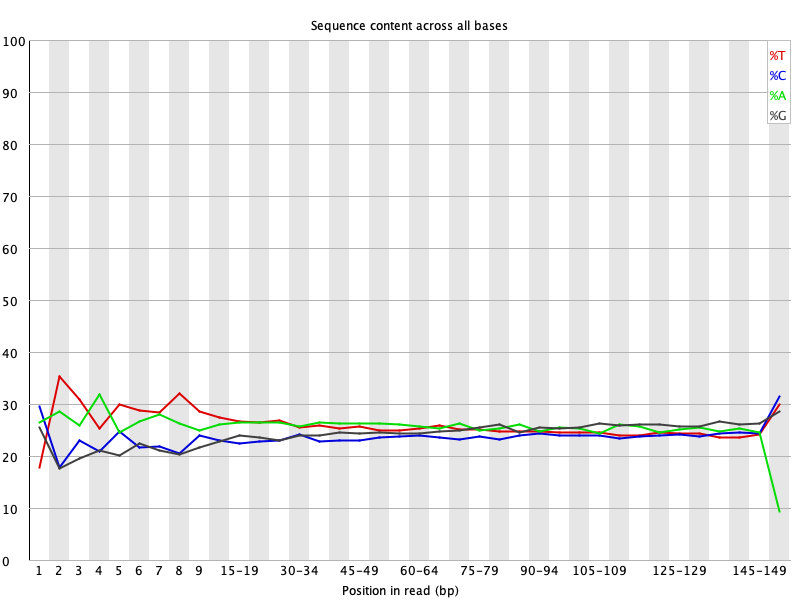 Sequence content across all bases
100
90
80
70
60
50
40
30
20
10
0
%T
%C
%A
%G
1 2 3 4 5 6 7 8 9 15-19 30-34 45-49 60-64 75-79 90-94 105-109 125-129 145-149
Position in read (bp)